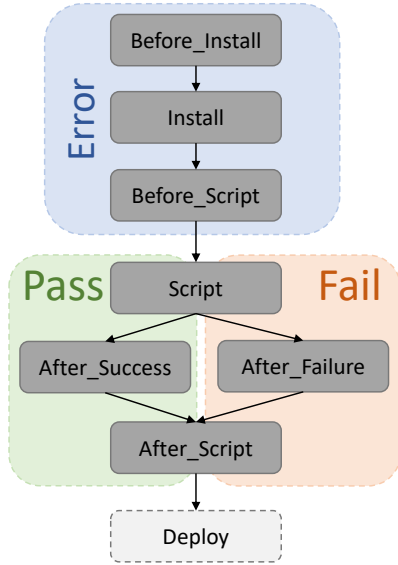 Before_Install
Error
Install
Before_Script
Pass
Script
Fail
After_Success
After_Failure
After_Script
Deploy